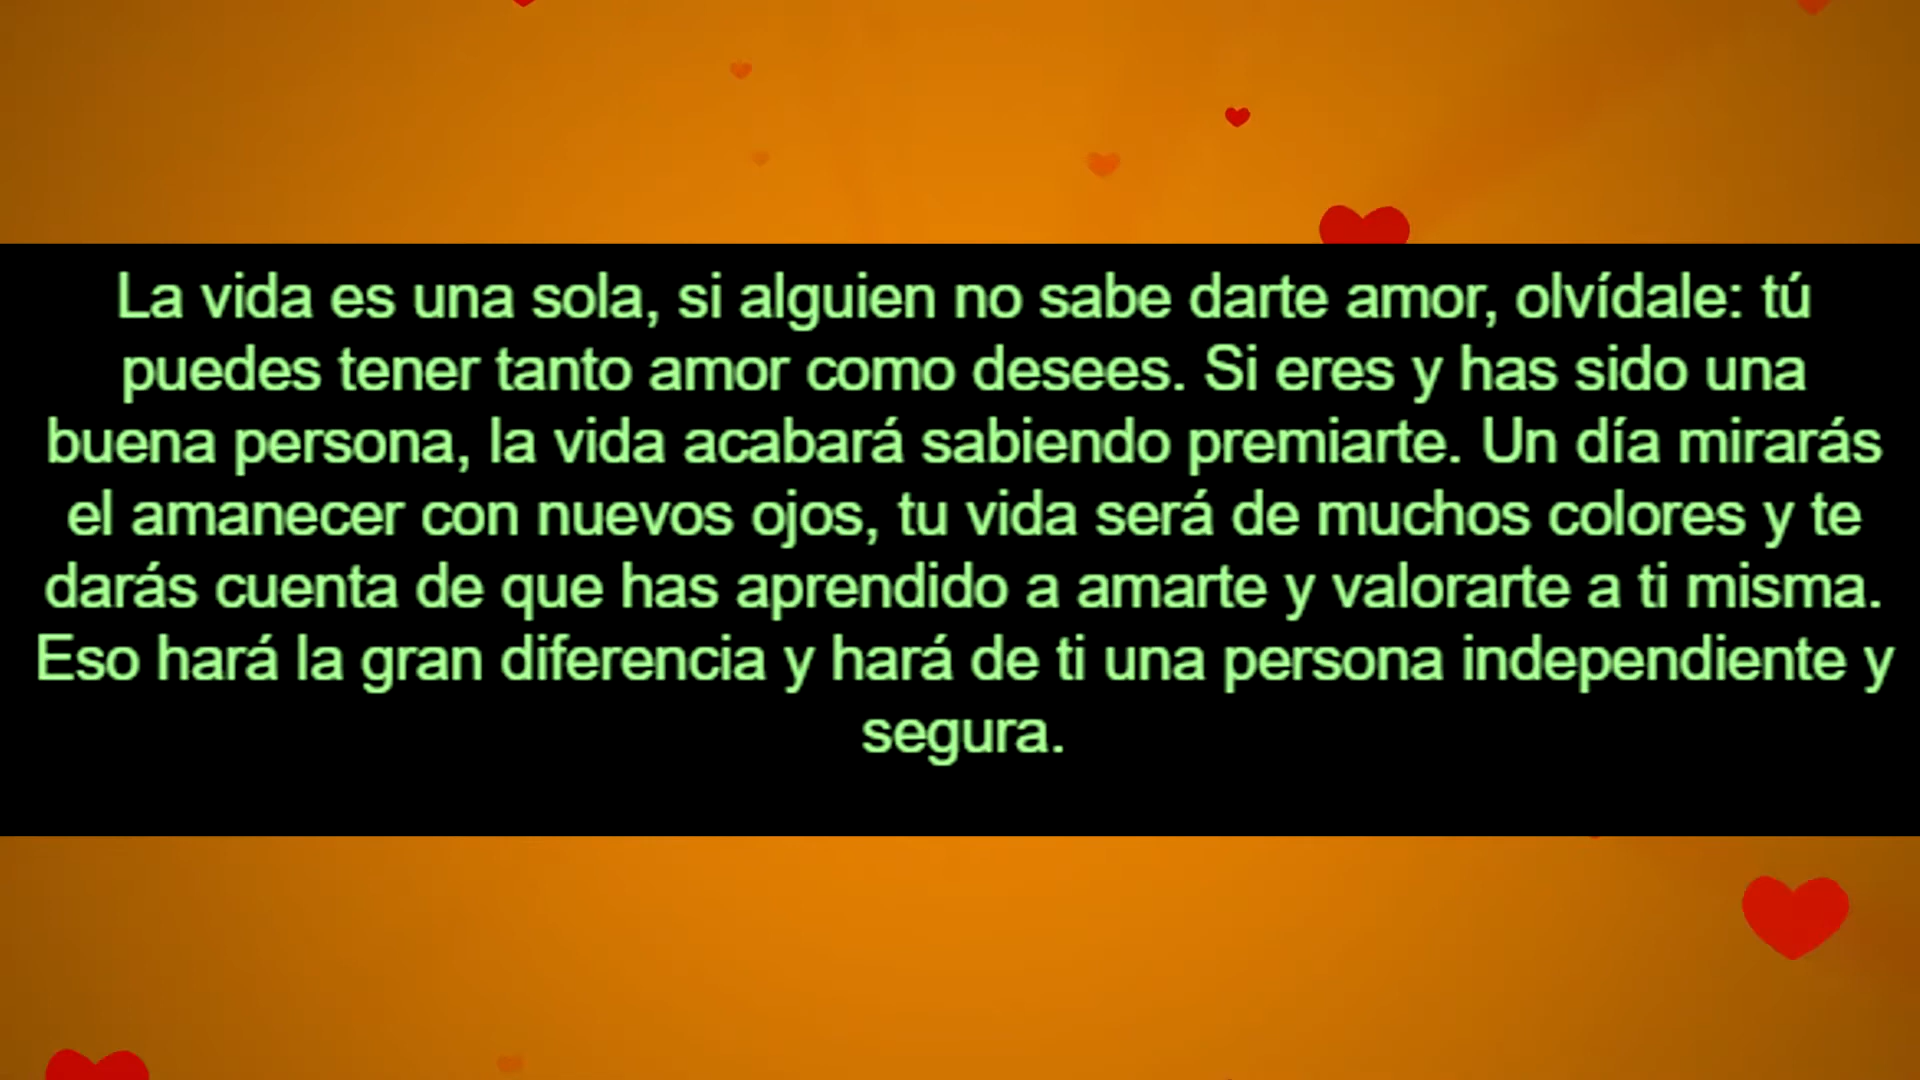 La vida es una sola, si alguien no sabe darte amor, olvídale: tú
puedes tener tanto amor como desees. Si eres y has sido una
buena persona, la vida acabará sabiendo premiarte. Un día mirarás
el amanecer con nuevos ojos, tu vida será de muchos colores y te
darás cuenta de que has aprendido a amarte y valorarte a ti misma.
Eso hará la gran diferencia y hará de ti una persona independiente y
segura.